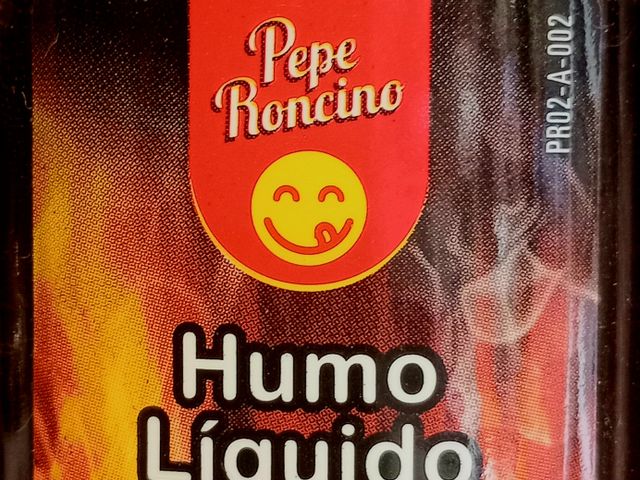 Pepe
Roncino
PR02-A-002
Humo
Líquido